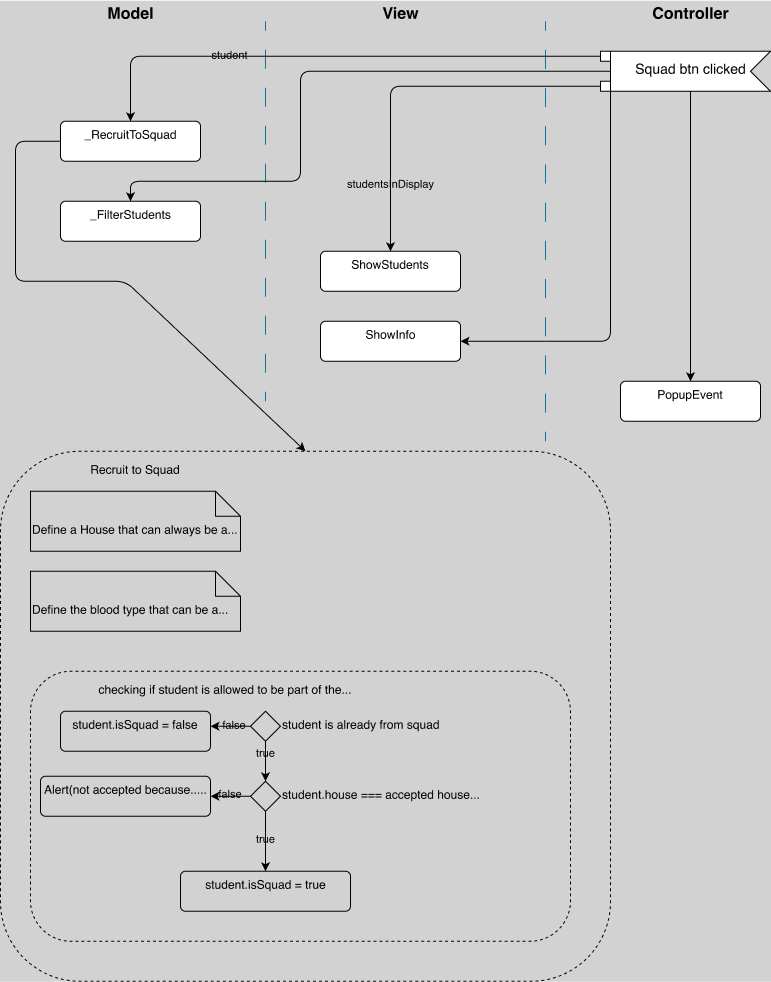 Model
View
Controller
student
Squad btn clicked
_RecruitToSquad
studentsInDisplay
_FilterStudents
ShowStudents
ShowInfo
PopupEvent
Recruit to Squad
Define a House that can always be a...
Define the blood type that can be a...
checking if student is allowed to be part of the...
student.isSquad = false
false
student is already from squad
true
Alert(not accepted because.....
false
student.house === accepted house...
true
student.isSquad = true